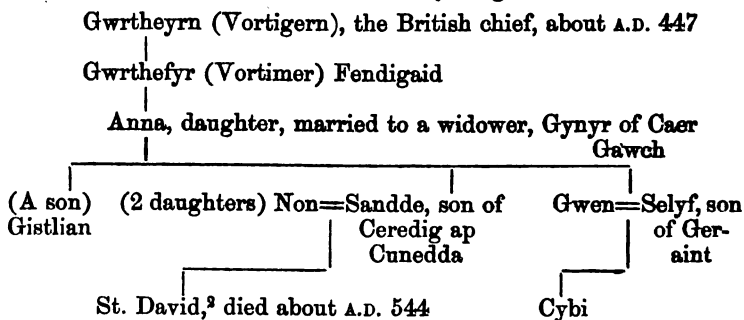 Gwrtheyrn (Vortigern), the British chief, about A.D. 447
Gwrthefyr (Vortimer) Fendigaid
Anna, daughter, married to a widower, Gynyr of Caer
Gawch
(A son) (2 daughters) Non=Sandde, son of Gwen=Selyf, son
Gistlian Ceredig ap of Ger-
Cunedda aint
St. David,² died about A.D. 544 Cybi